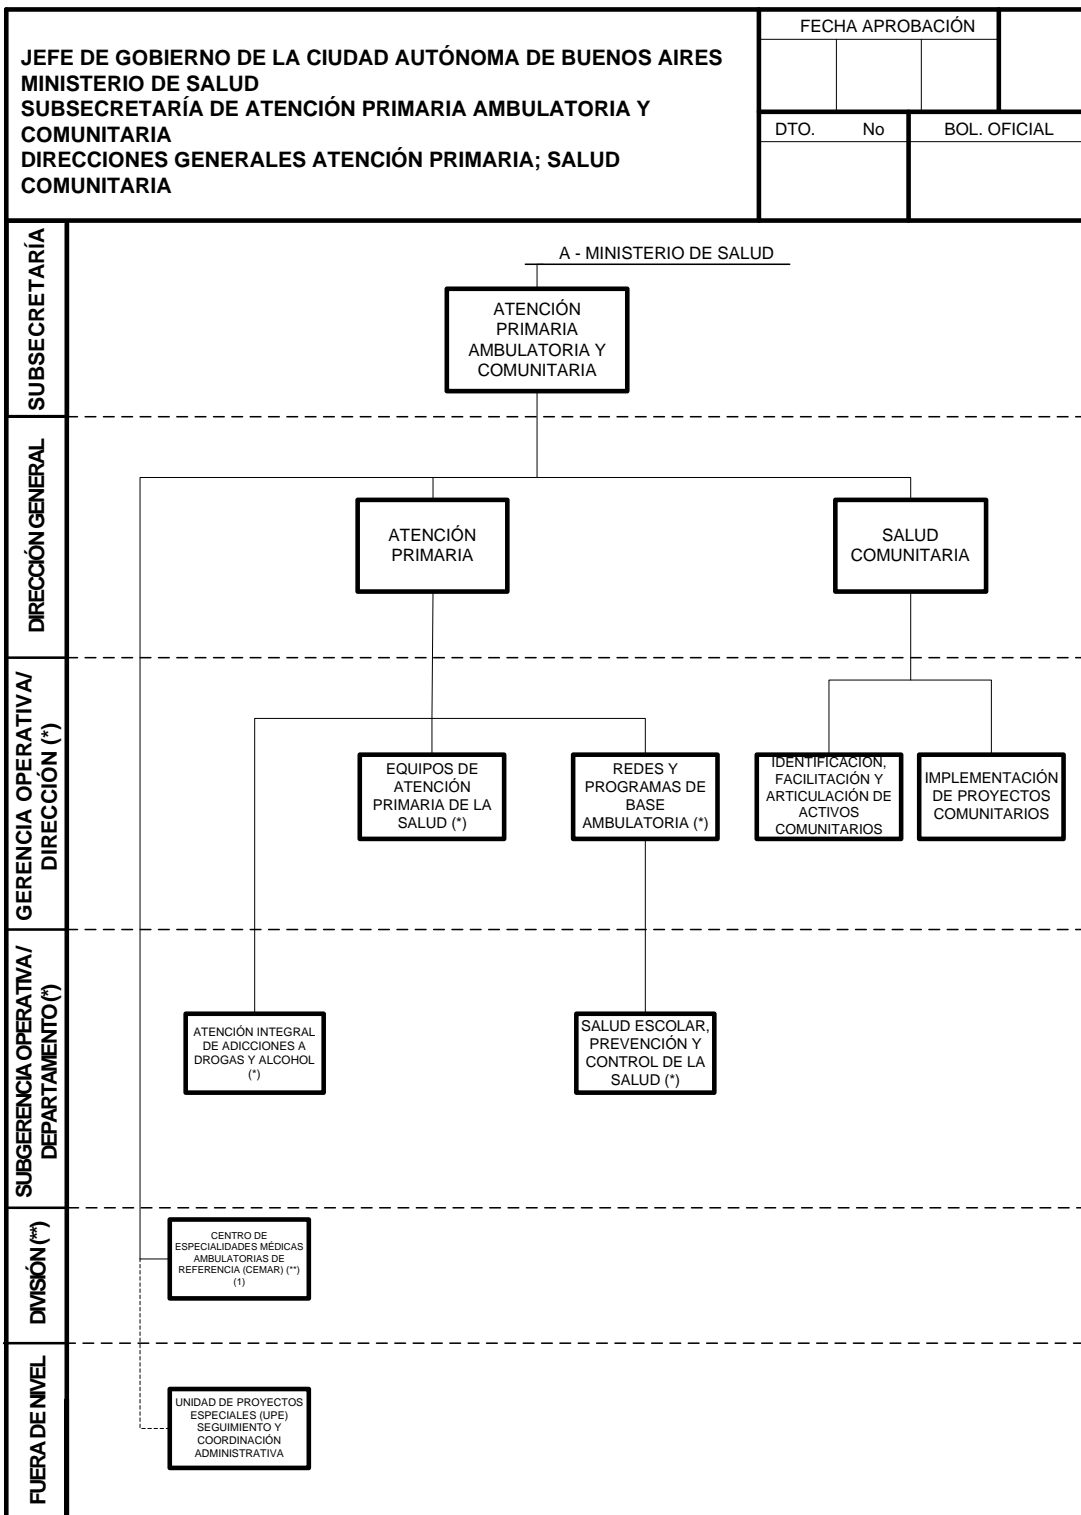 JEFE DE GOBIERNO DE LA CIUDAD AUTÓNOMA DE BUENOS AIRES
MINISTERIO DE SALUD
SUBSECRETARÍA DE ATENCIÓN PRIMARIA AMBULATORIA Y
COMUNITARIA
DIRECCIONES GENERALES ATENCIÓN PRIMARIA; SALUD
COMUNITARIA
FECHA APROBACIÓN
DTO. No
BOL. OFICIAL
SUBSECRETARÍA
A - MINISTERIO DE SALUD
ATENCIÓN
PRIMARIA
AMBULATORIA Y
COMUNITARIA
DIRECCIÓN GENERAL
ATENCIÓN
PRIMARIA
SALUD
COMUNITARIA
GERENCIA OPERATIVA/
DIRECCIÓN (*)
EQUIPOS DE
ATENCIÓN
PRIMARIA DE LA
SALUD (*)
REDES Y
PROGRAMAS DE
BASE
AMBULATORIA (*)
IDENTIFICACIÓN,
FACILITACIÓN Y
ARTICULACIÓN DE
ACTIVOS
COMUNITARIOS
IMPLEMENTACIÓN
DE PROYECTOS
COMUNITARIOS
SUBGERENCIA OPERATIVA/
DEPARTAMENTO (*)
ATENCIÓN INTEGRAL
DE ADICCIONES A
DROGAS Y ALCOHOL
(*)
SALUD ESCOLAR,
PREVENCIÓN Y
CONTROL DE LA
SALUD (*)
DIVISIÓN (**)
CENTRO DE
ESPECIALIDADES MÉDICAS
AMBULATORIAS DE
REFERENCIA (CEMAR) (**)
(1)
FUERA DE NIVEL
UNIDAD DE PROYECTOS
ESPECIALES (UPE)
SEGUIMIENTO Y
COORDINACIÓN
ADMINISTRATIVA